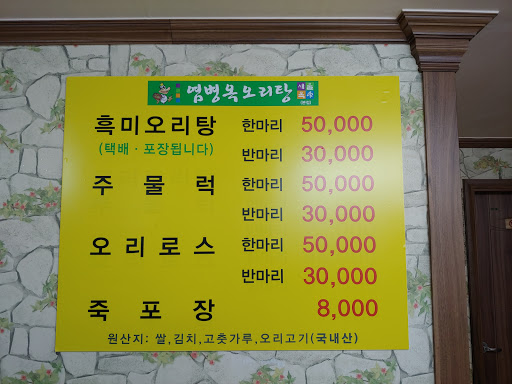 염병목오리탕
흑미오리탕 한마리 50,000
(택배 · 포장됩니다) 반마리 30,000
주물럭 한마리 50,000
반마리 30,000
오리로스 한마리 50,000
반마리 30,000
죽포장 8,000
원산지: 쌀,김치,고춧가루,오리고기(국내산)